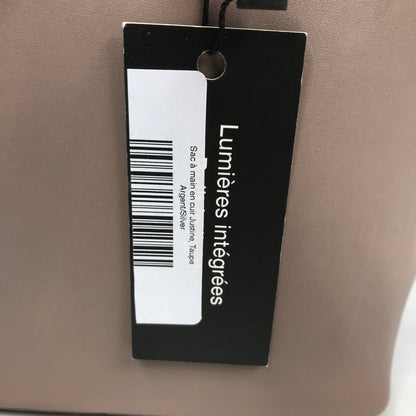 Lumières intégrées
Sac à main en cuir Justine, Taupe
Argent/Silver